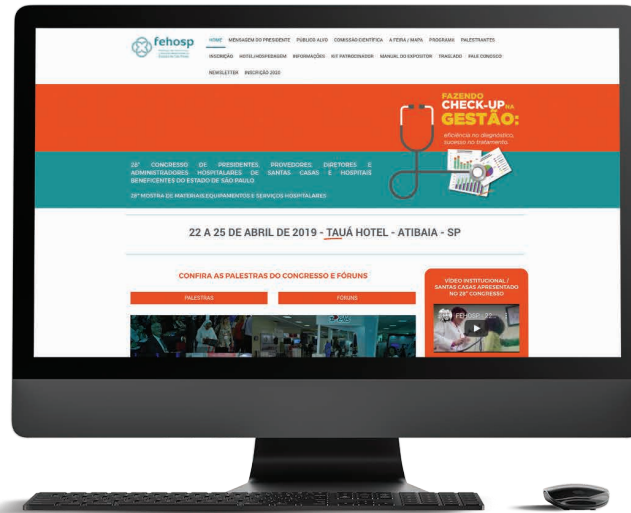 fehosp
HOME MENSAGEM DO PRESIDENTE PÚBLICO ALVO COMISSÃO CIENTÍFICA A FEIRA / MAPA PROGRAMA PALESTRANTES
INSCRIÇÃO HOTEL/HOSPEDAGEM INFORMAÇÕES KIT PATROCINADOR MANUAL DO EXPOSITOR TRASLADO FALE CONOSCO
NEWSLETTER INSCRIÇÃO 2020
FAZENDO
CHECK-UP NA
GESTÃO:
eficiência no diagnóstico,
sucesso no tratamento.
28º CONGRESSO DE PRESIDENTES, PROVEDORES, DIRETORES E
ADMINISTRADORES HOSPITALARES DE SANTAS CASAS E HOSPITAIS
BENEFICENTES DO ESTADO DE SÃO PAULO
28ª MOSTRA DE MATERIAIS EQUIPAMENTOS E SERVIÇOS HOSPITALARES
22 A 25 DE ABRIL DE 2019 - TAUÁ HOTEL - ATIBAIA - SP
CONFIRA AS PALESTRAS DO CONGRESSO E FÓRUNS
PALESTRAS FÓRUNS
VÍDEO INSTITUCIONAL /
SANTAS CASAS APRESENTADO
NO 28º CONGRESSO
FEHOSP - 22